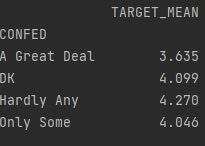 TARGET_MEAN
CONFED
A Great Deal 3.635
DK 4.099
Hardly Any 4.270
Only Some 4.046